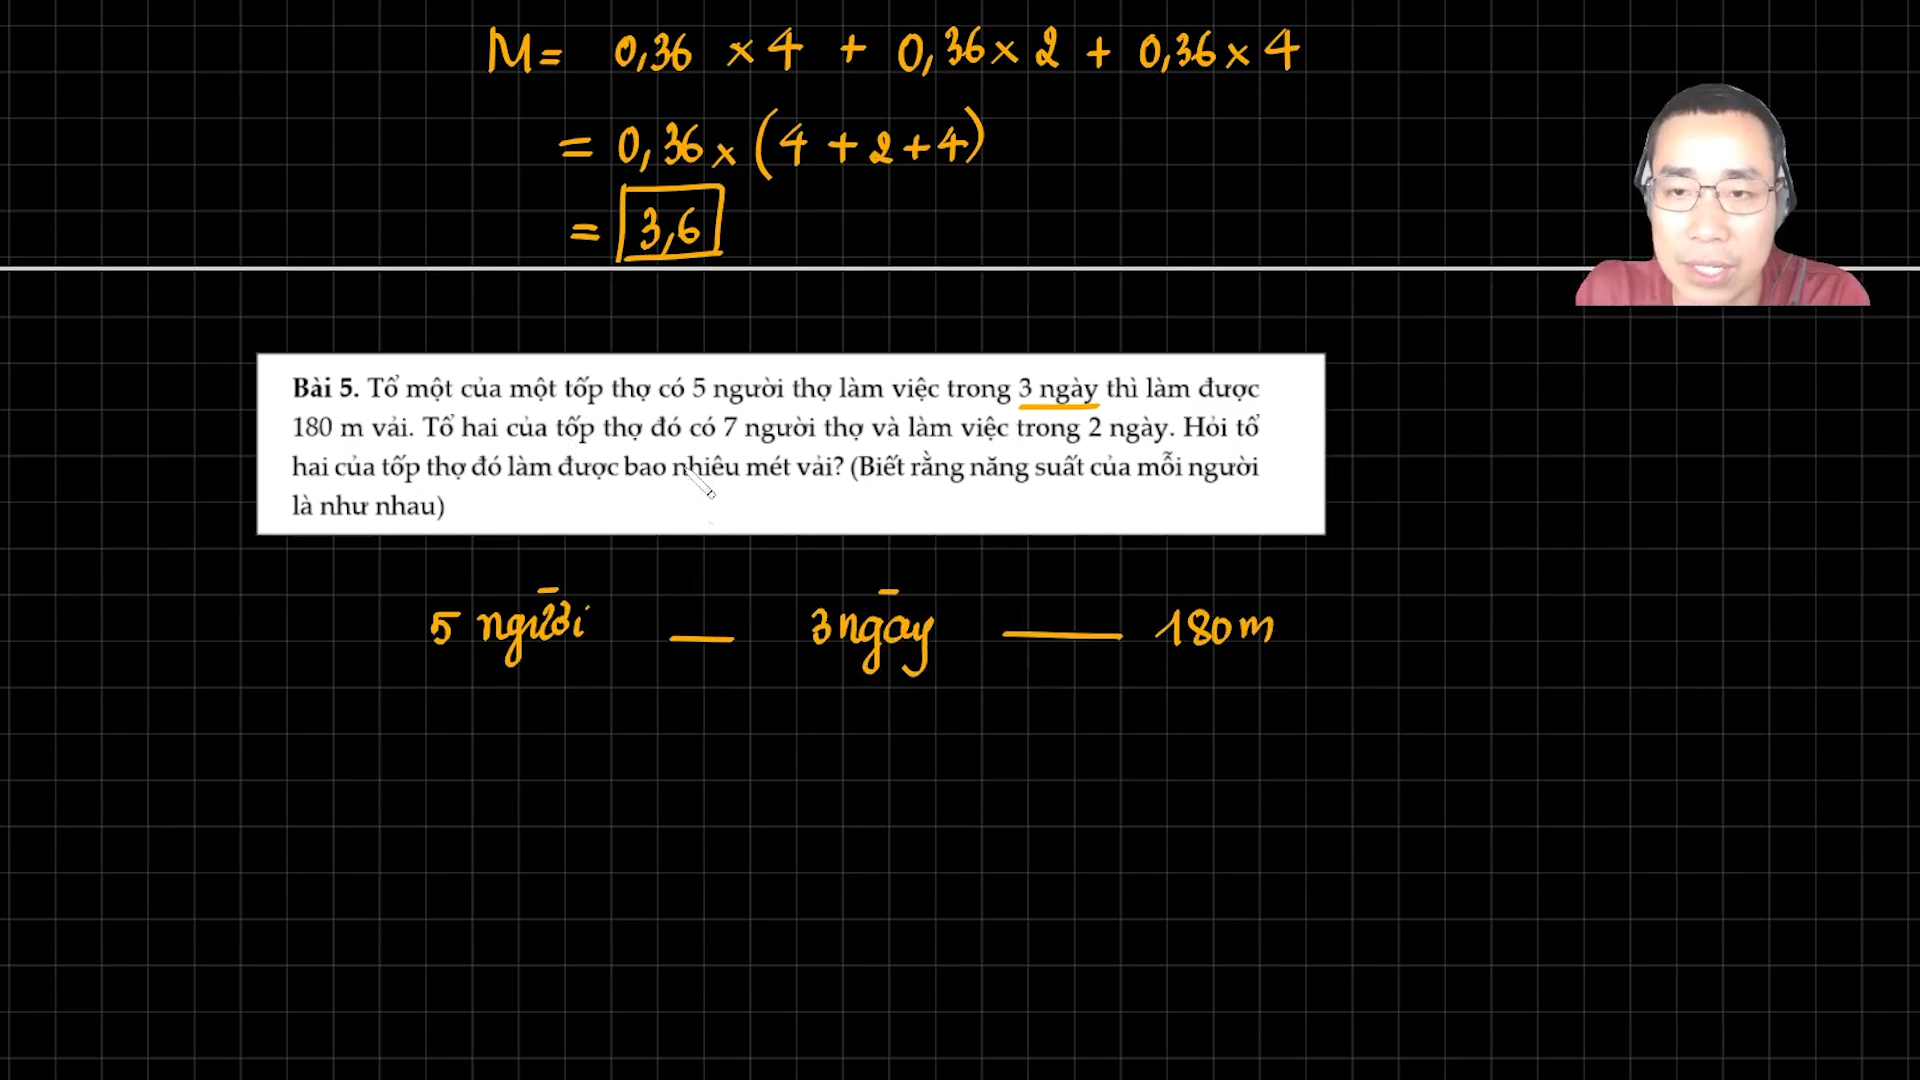 M = 0,36 × 4 + 0,36 × 2 + 0,36 × 4
= 0,36 × (4 + 2 + 4)
= 3,6
Bài 5. Tổ một của một tốp thợ có 5 người thợ làm việc trong 3 ngày thì làm được
180 m vải. Tổ hai của tốp thợ đó có 7 người thợ và làm việc trong 2 ngày. Hỏi tổ
hai của tốp thợ đó làm được bao nhiêu mét vải? (Biết rằng năng suất của mỗi người
là như nhau)
5 người — 3 ngày — 180 m